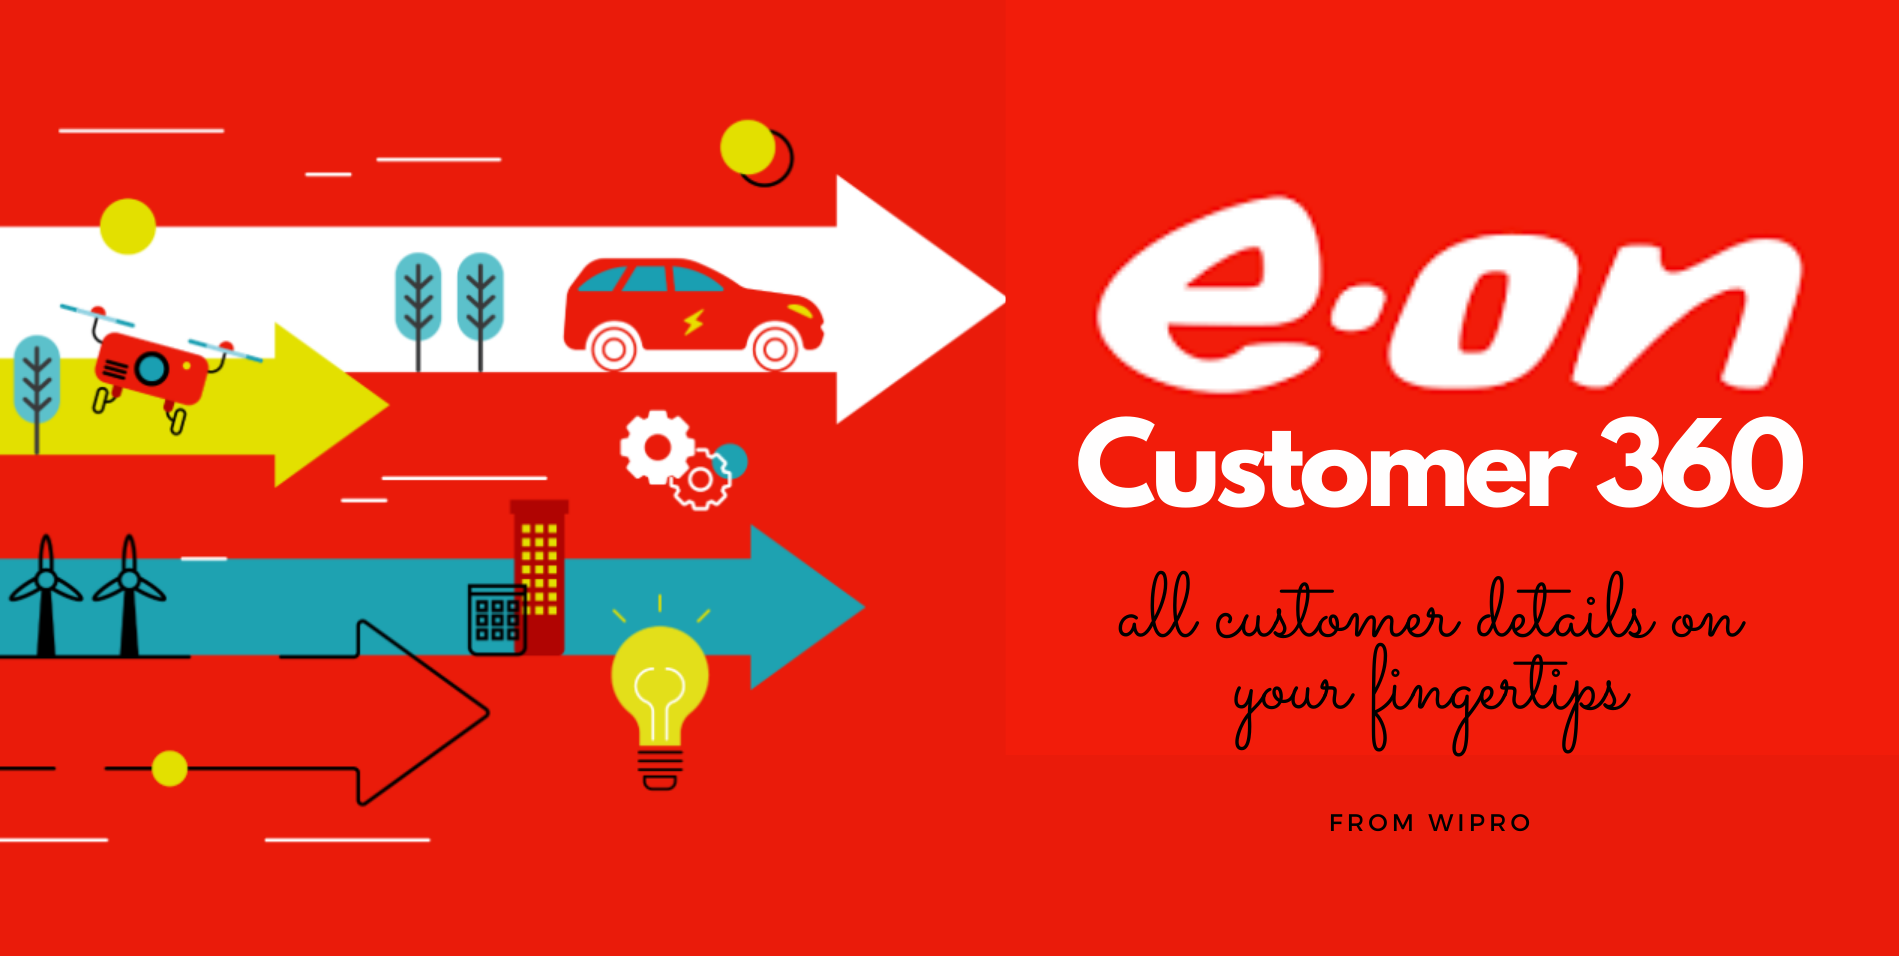 e·on
Customer 360
all customer details on
your fingertips
FROM WIPRO